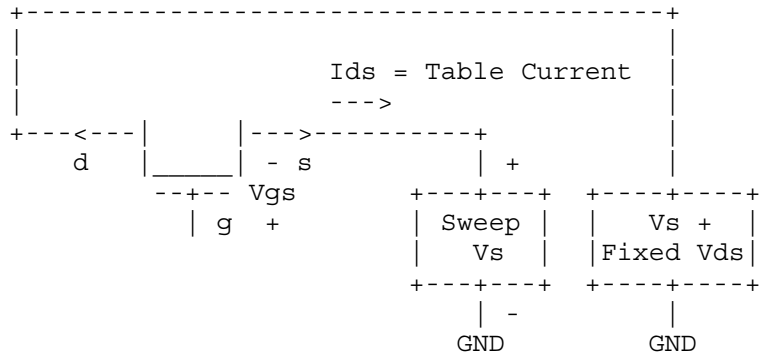 Ids = Table Current
--->
d - s
Vgs
g +
+
Sweep Vs +
Vs Fixed Vds
-
GND GND